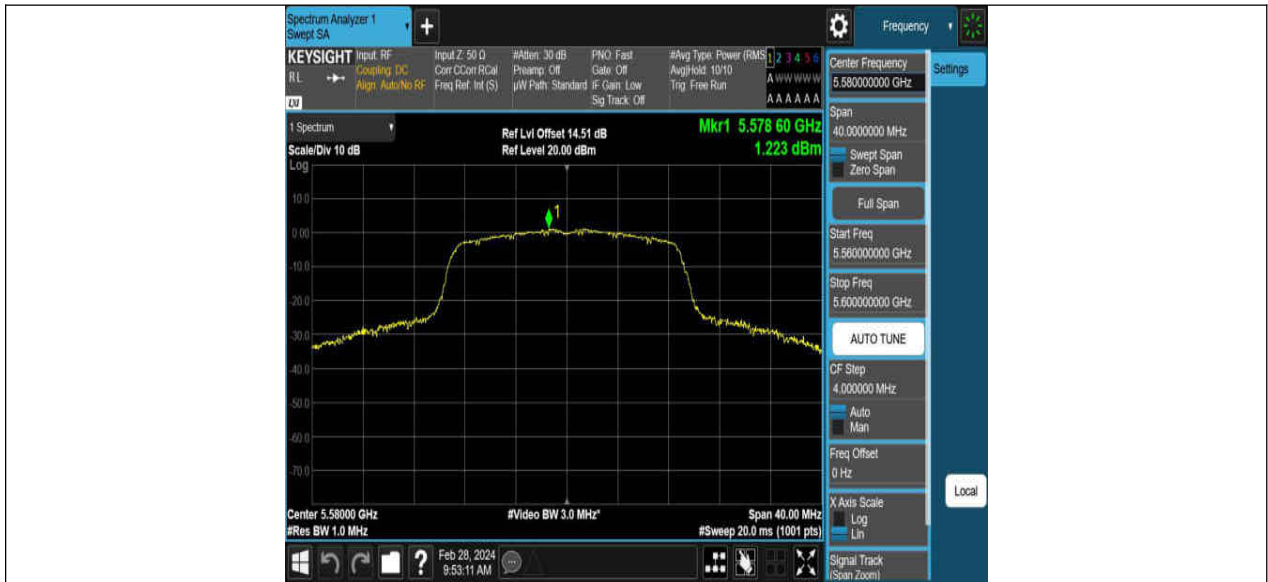 Spectrum Analyzer 1
Swept SA
+
Frequency
KEYSIGHT
RL
LXI
Input: RF
Coupling: DC
Align: Auto/No RF
Input Z: 50 Ω
Corr CCorr RCal
Freq Ref: Int (S)
#Atten: 30 dB
Preamp: Off
µW Path: Standard
PNO: Fast
Gate: Off
IF Gain: Low
Sig Track: Off
#Avg Type: Power (RMS
Avg|Hold: 10/10
Trig: Free Run
1 2 3 4 5 6
A W W W W W
A A A A A A
1 Spectrum
Scale/Div 10 dB
Ref Lvl Offset 14.51 dB
Ref Level 20.00 dBm
Mkr1 5.578 60 GHz
1.223 dBm
Log
10.0
0.00
-10.0
-20.0
-30.0
-40.0
-50.0
-60.0
-70.0
1
Center 5.58000 GHz
#Res BW 1.0 MHz
#Video BW 3.0 MHz*
Span 40.00 MHz
#Sweep 20.0 ms (1001 pts)
Center Frequency
5.580000000 GHz
Settings
Span
40.0000000 MHz
Swept Span
Zero Span
Full Span
Start Freq
5.560000000 GHz
Stop Freq
5.600000000 GHz
AUTO TUNE
CF Step
4.000000 MHz
Auto
Man
Freq Offset
0 Hz
X Axis Scale
Log
Lin
Signal Track
(Span Zoom)
Local
?
Feb 28, 2024
9:53:11 AM